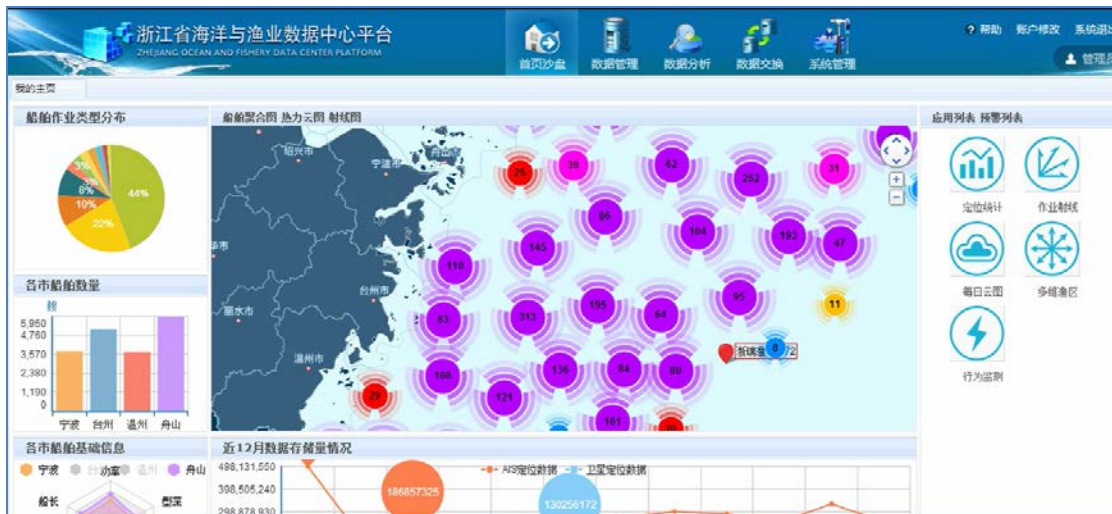 浙江省海洋与渔业数据中心平台
ZHEJIANG OCEAN AND FISHERY DATA CENTER PLATFORM
首页沙盘 数据管理 数据分析 数据交换 系统管理
? 帮助 账户修改 系统退出
管理员
我的主页
船舶作业类型分布
44%
22%
10%
8%
3%
3%
船舶聚合图 热力云图 射线图
绍兴市
宁波市
舟山市
华市
台州市
丽水市
温州市
25
39
62
252
31
86
104
193
47
145
110
95
11
195
64
313
83
8
136
84
80
168
121
29
161
应用列表 预警列表
定位统计 作业射线
每日云图 多维渔区
行为监测
各市船舶数量
艘
5,950
4,760
3,570
2,380
1,190
0
宁波 台州 温州 舟山
各市船舶基础信息
宁波 台 功率 温州 舟山
船长 型深
近12月数据存储量情况
498,131,550
398,505,240
298,878,930
AIS定位数据 卫星定位数据
186857325
130256172